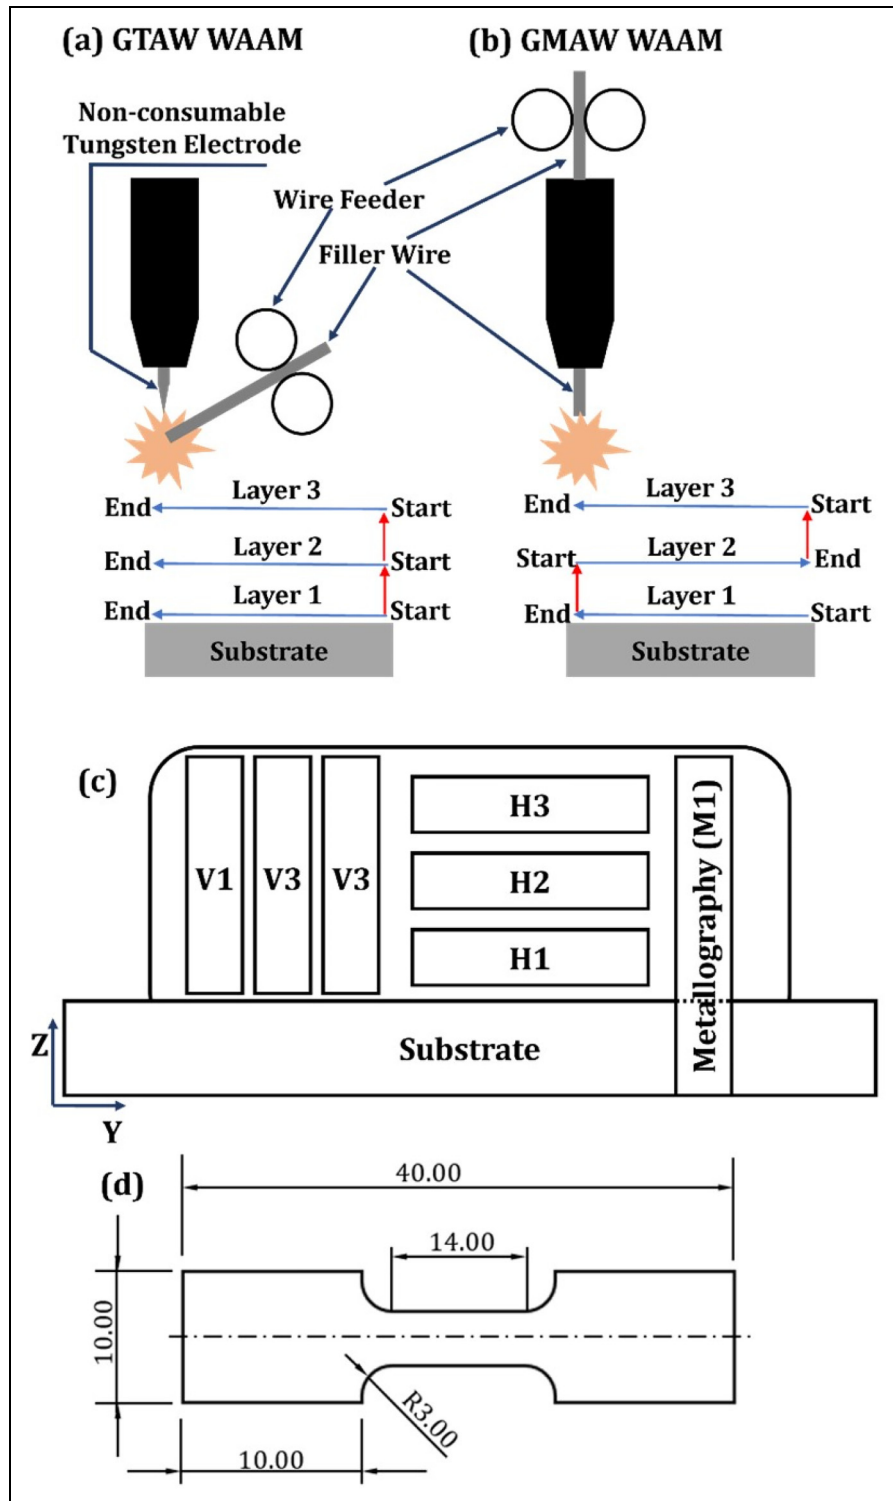 (a) GTAW WAAM
(b) GMAW WAAM
Non-consumable
Tungsten Electrode
Wire Feeder
Filler Wire
End
Layer 3
Start
End
Layer 2
Start
End
Layer 1
Start
Substrate
End
Layer 3
Start
Start
Layer 2
End
End
Layer 1
Start
Substrate
(c)
V1
V3
V3
H3
H2
H1
Metallography (M1)
Substrate
Z
Y
(d)
40.00
14.00
10.00
R3.00
10.00